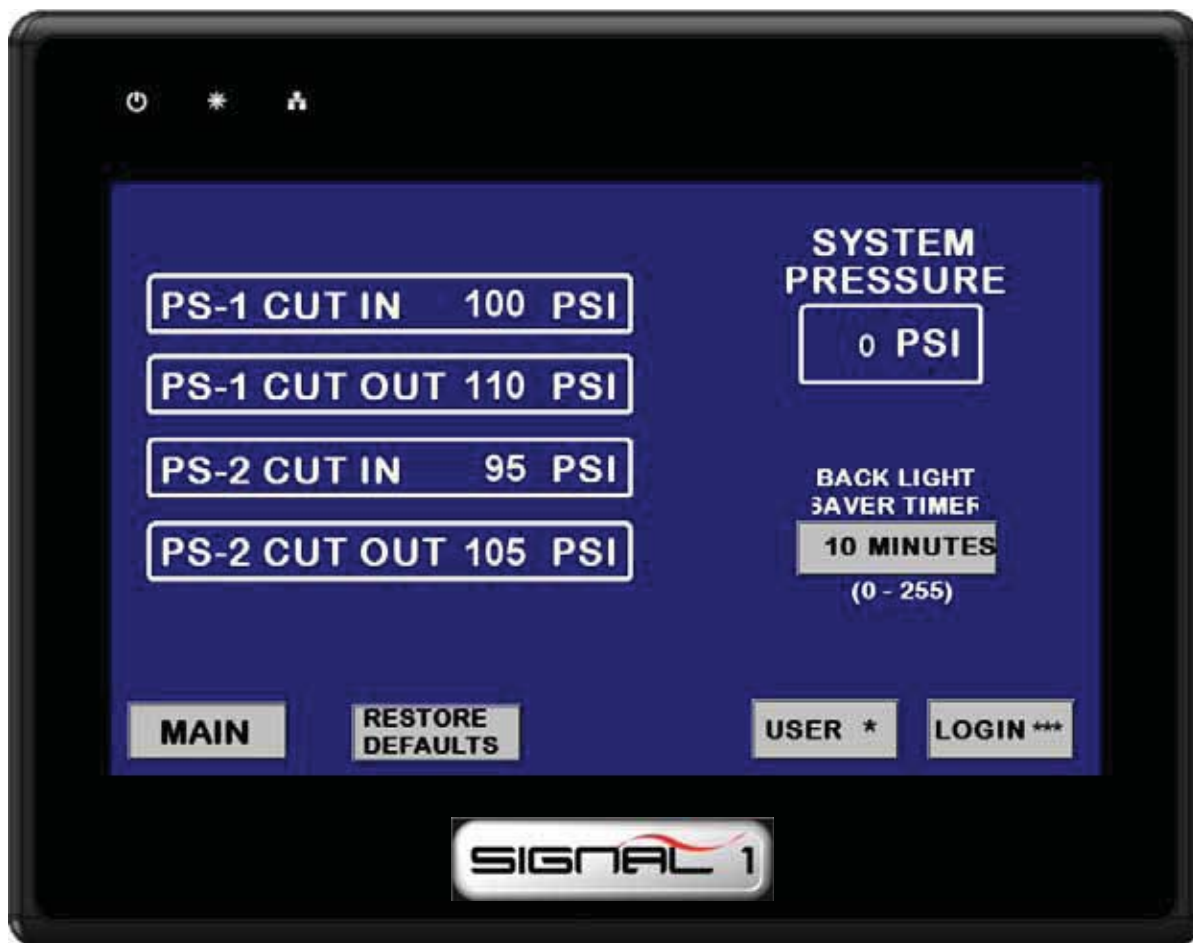 PS-1 CUT IN 100 PSI
PS-1 CUT OUT 110 PSI
PS-2 CUT IN 95 PSI
PS-2 CUT OUT 105 PSI
SYSTEM
PRESSURE
0 PSI
BACK LIGHT
SAVER TIMER
10 MINUTES
(0 - 255)
MAIN
RESTORE
DEFAULTS
USER *
LOGIN ***
SIGNAL 1